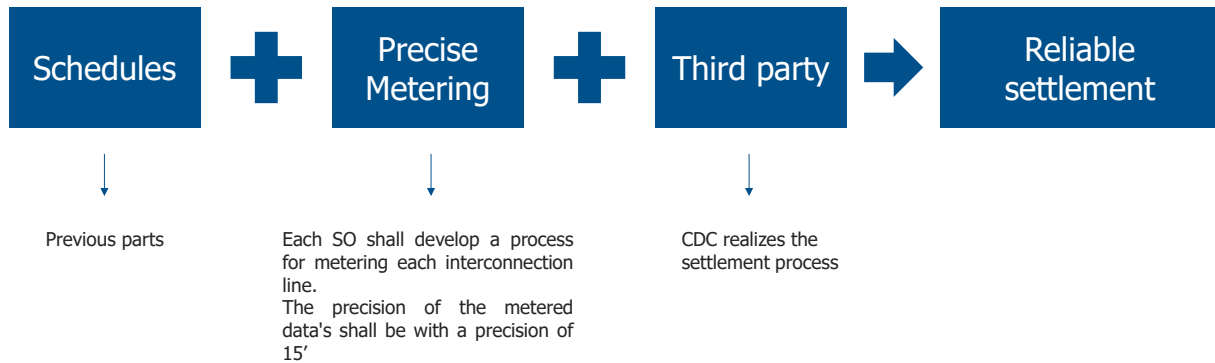 Schedules
Precise
Metering
Third party
Reliable
settlement
Previous parts
Each SO shall develop a process
for metering each interconnection
line.
The precision of the metered
data's shall be with a precision of
15'
CDC realizes the
settlement process